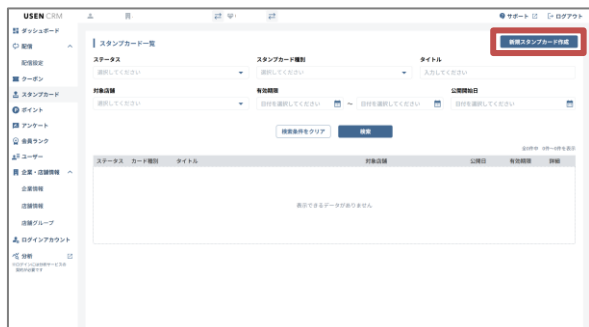 USEN CRM
サポート
ログアウト
ダッシュボード
配信
配信設定
クーポン
スタンプカード
ポイント
アンケート
会員ランク
ユーザー
企業・店舗情報
企業情報
店舗情報
店舗グループ
ログインアカウント
分析
スタンプカード一覧
新規スタンプカード作成
ステータス スタンプカード種別 タイトル
選択してください 選択してください 入力してください
対象店舗 有効期限 公開開始日
選択してください 日付を選択してください 〜 日付を選択してください 日付を選択してください
検索条件をクリア 検索
全0件中 0件〜0件を表示
ステータス カード種別 タイトル 対象店舗 公開日 有効期限 詳細
表示できるデータがありません